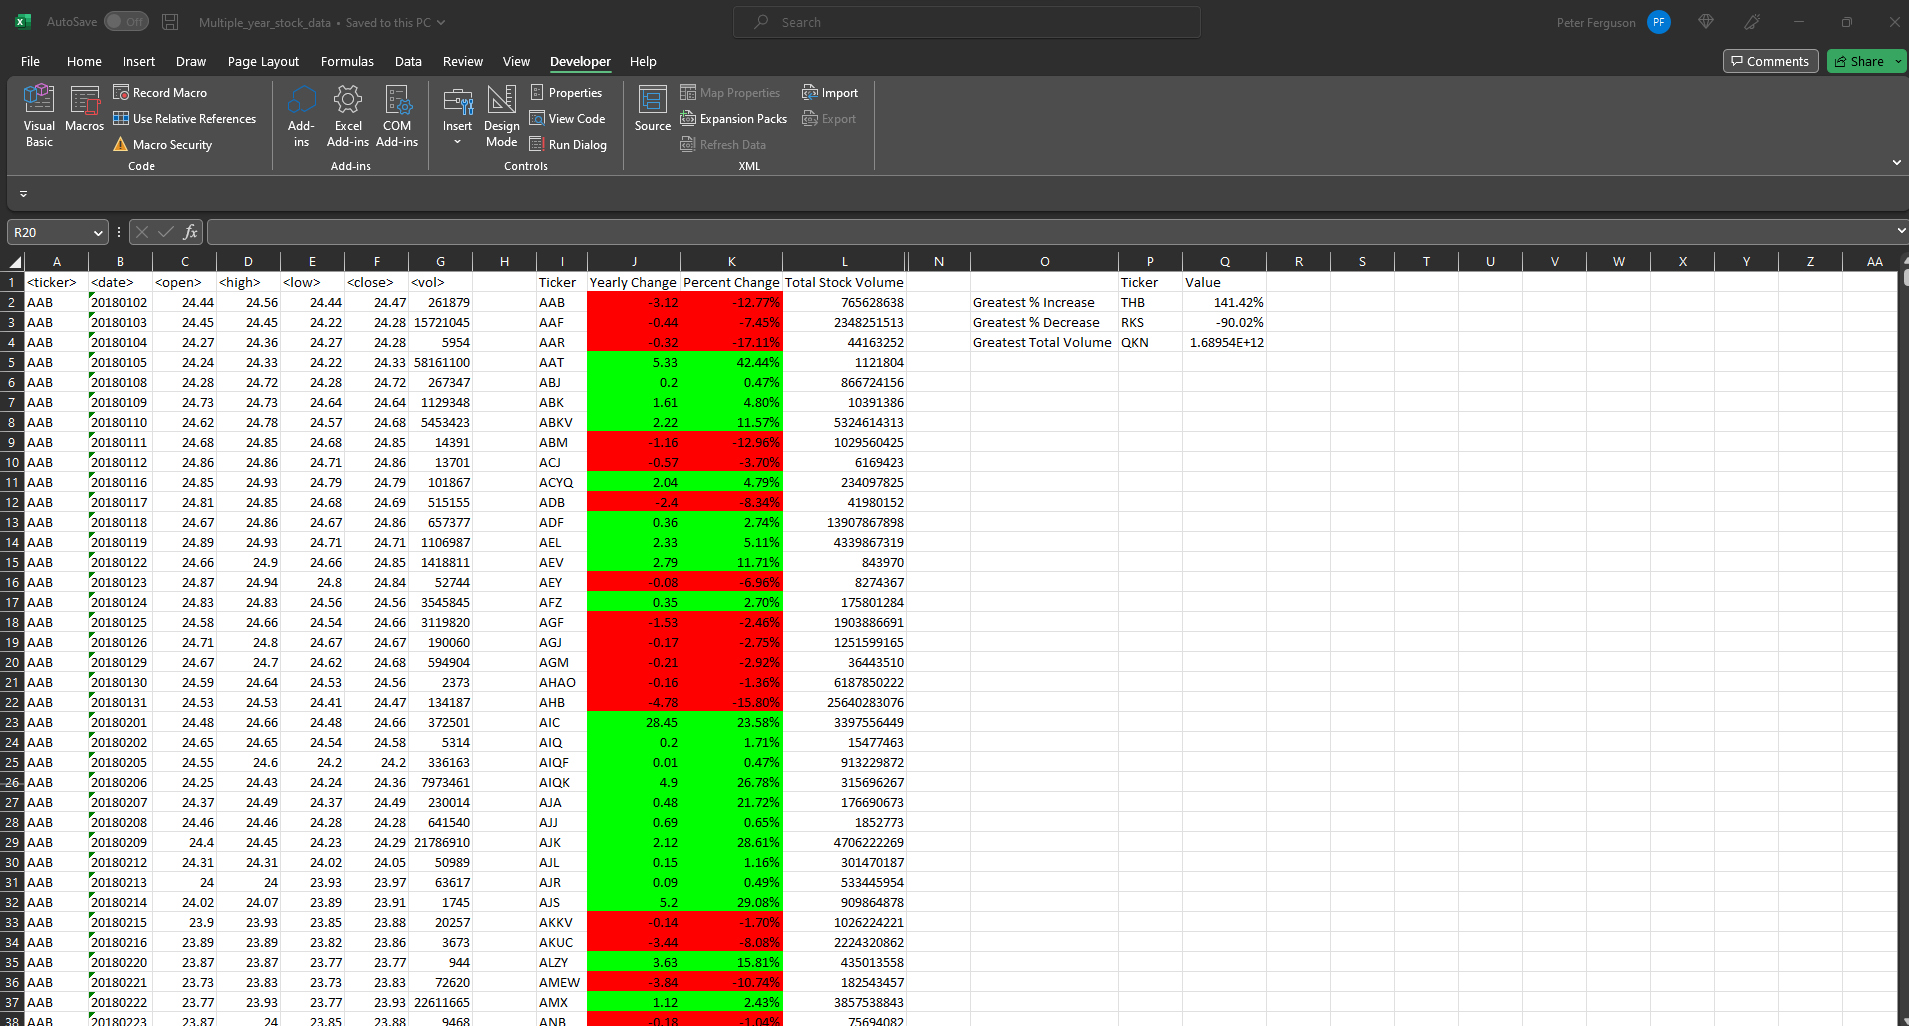 AutoSave Off Multiple_year_stock_data • Saved to this PC Search Peter Ferguson PF
File Home Insert Draw Page Layout Formulas Data Review View Developer Help Comments Share
Visual Basic Macros Record Macro Use Relative References Macro Security Code
Add-ins Excel Add-ins COM Add-ins Add-ins
Insert Design Mode Properties View Code Run Dialog Controls
Source Map Properties Expansion Packs Refresh Data Import Export XML
R20 fx
A B C D E F G H I J K L N O P Q R S T U V W X Y Z AA
1 <ticker> <date> <open> <high> <low> <close> <vol> Ticker Yearly Change Percent Change Total Stock Volume Ticker Value
2 AAB 20180102 24.44 24.56 24.44 24.47 261879 AAB -3.12 -12.77% 765628638 Greatest % Increase THB 141.42%
3 AAB 20180103 24.45 24.45 24.22 24.28 15721045 AAF -0.44 -7.45% 2348251513 Greatest % Decrease RKS -90.02%
4 AAB 20180104 24.27 24.36 24.27 24.28 5954 AAR -0.32 -17.11% 44163252 Greatest Total Volume QKN 1.68954E+12
5 AAB 20180105 24.24 24.33 24.22 24.33 58161100 AAT 5.33 42.44% 1121804
6 AAB 20180108 24.28 24.72 24.28 24.72 267347 ABJ 0.2 0.47% 866724156
7 AAB 20180109 24.73 24.73 24.64 24.64 1129348 ABK 1.61 4.80% 10391386
8 AAB 20180110 24.62 24.78 24.57 24.68 5453423 ABKV 2.22 11.57% 5324614313
9 AAB 20180111 24.68 24.85 24.68 24.85 14391 ABM -1.16 -12.96% 1029560425
10 AAB 20180112 24.86 24.86 24.71 24.86 13701 ACJ -0.57 -3.70% 6169423
11 AAB 20180116 24.85 24.93 24.79 24.79 101867 ACYQ 2.04 4.79% 234097825
12 AAB 20180117 24.81 24.85 24.68 24.69 515155 ADB -2.4 -8.34% 41980152
13 AAB 20180118 24.67 24.86 24.67 24.86 657377 ADF 0.36 2.74% 13907867898
14 AAB 20180119 24.89 24.93 24.71 24.71 1106987 AEL 2.33 5.11% 4339867319
15 AAB 20180122 24.66 24.9 24.66 24.85 1418811 AEV 2.79 11.71% 843970
16 AAB 20180123 24.87 24.94 24.8 24.84 52744 AEY -0.08 -6.96% 8274367
17 AAB 20180124 24.83 24.83 24.56 24.56 3545845 AFZ 0.35 2.70% 175801284
18 AAB 20180125 24.58 24.66 24.54 24.66 3119820 AGF -1.53 -2.46% 1903886691
19 AAB 20180126 24.71 24.8 24.67 24.67 190060 AGJ -0.17 -2.75% 1251599165
20 AAB 20180129 24.67 24.7 24.62 24.68 594904 AGM -0.21 -2.92% 36443510
21 AAB 20180130 24.59 24.64 24.53 24.56 2373 AHAO -0.16 -1.36% 6187850222
22 AAB 20180131 24.53 24.53 24.41 24.47 134187 AHB -4.78 -15.80% 25640283076
23 AAB 20180201 24.48 24.66 24.48 24.66 372501 AIC 28.45 23.58% 3397556449
24 AAB 20180202 24.65 24.65 24.54 24.58 5314 AIQ 0.2 1.71% 15477463
25 AAB 20180205 24.55 24.6 24.2 24.2 336163 AIQF 0.01 0.47% 913229872
26 AAB 20180206 24.25 24.43 24.24 24.36 7973461 AIQK 4.9 26.78% 315696267
27 AAB 20180207 24.37 24.49 24.37 24.49 230014 AJA 0.48 21.72% 176690673
28 AAB 20180208 24.46 24.46 24.28 24.28 641540 AJJ 0.69 0.65% 1852773
29 AAB 20180209 24.4 24.45 24.23 24.29 21786910 AJK 2.12 28.61% 4706222269
30 AAB 20180212 24.31 24.31 24.02 24.05 50989 AJL 0.15 1.16% 301470187
31 AAB 20180213 24 24 23.93 23.97 63617 AJR 0.09 0.49% 533445954
32 AAB 20180214 24.02 24.07 23.89 23.91 1745 AJS 5.2 29.08% 909864878
33 AAB 20180215 23.9 23.93 23.85 23.88 20257 AKKV -0.14 -1.70% 1026224221
34 AAB 20180216 23.89 23.89 23.82 23.86 3673 AKUC -3.44 -8.08% 2224320862
35 AAB 20180220 23.87 23.87 23.77 23.77 944 ALZY 3.63 15.81% 435013558
36 AAB 20180221 23.73 23.83 23.73 23.83 72620 AMEW -3.84 -10.74% 182543457
37 AAB 20180222 23.77 23.93 23.77 23.93 22611665 AMX 1.12 2.43% 3857538843
38 AAB 20180223 23.87 24 23.85 23.88 9468 ANB -0.18 -1.04% 75694082